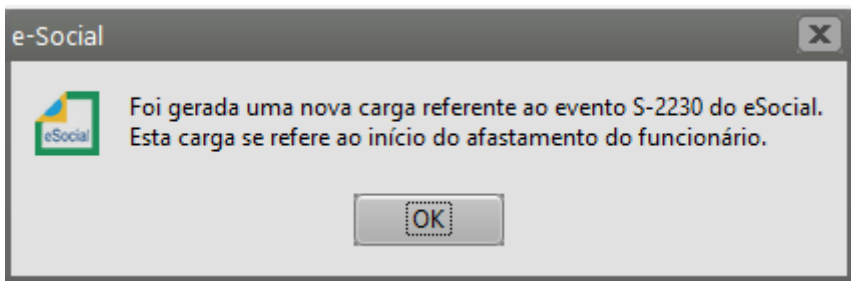 e-Social
Foi gerada uma nova carga referente ao evento S-2230 do eSocial.
eSocial
Esta carga se refere ao início do afastamento do funcionário.
OK